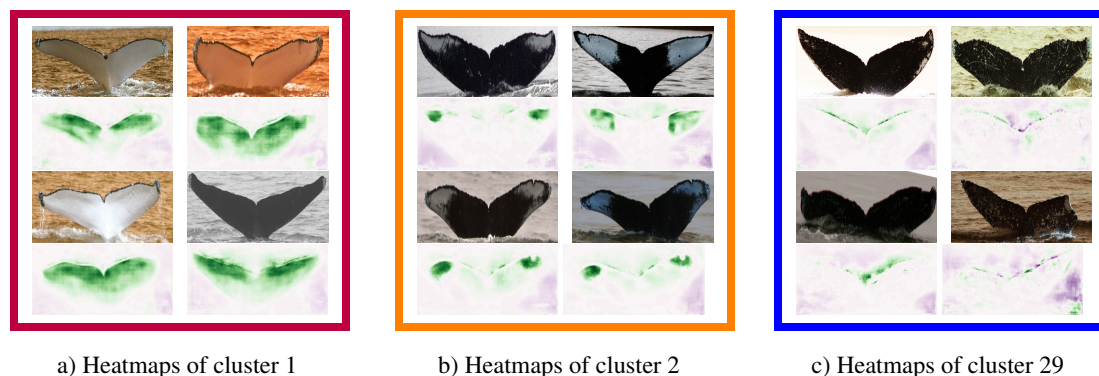 a) Heatmaps of cluster 1
b) Heatmaps of cluster 2
c) Heatmaps of cluster 29